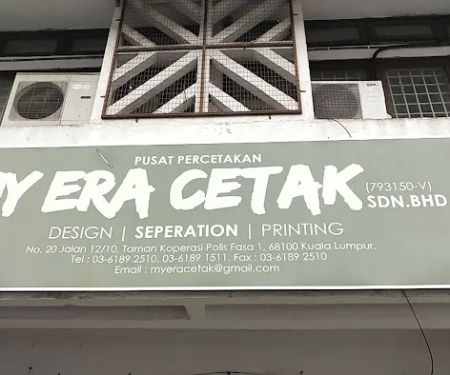 PUSAT PERCETAKAN
MY ERA CETAK (793150-V) SDN.BHD
DESIGN | SEPERATION | PRINTING
No. 20 Jalan 12/10, Taman Koperasi Polis Fasa 1, 68100 Kuala Lumpur.
Tel : 03-6189 2510, 03-6189 1511. Fax : 03-6189 2510
Email : myeracetak@gmail.com